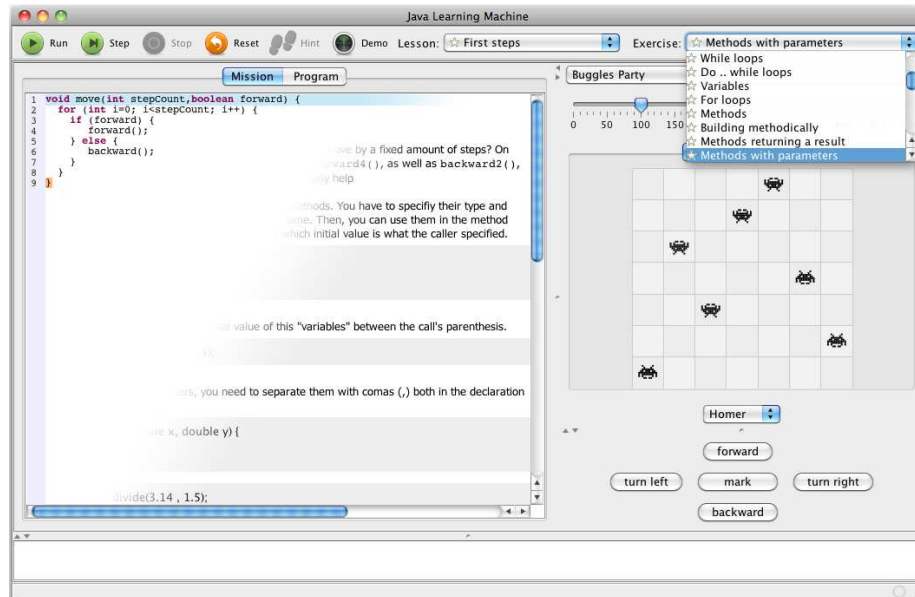 Java Learning Machine
Run Step Stop Reset Hint Demo Lesson: First steps Exercise: Methods with parameters
While loops
Do .. while loops
Variables
For loops
Methods
Building methodically
Methods returning a result
Methods with parameters
Mission Program
1 void move(int stepCount,boolean forward) {
2 for (int i=0; i<stepCount; i++) {
3 if (forward) {
4 forward();
5 } else {
6 backward();
7 }
8 }
9 }
ove by a fixed amount of steps? On
rward4(), as well as backward2(),
help
ethods. You have to specifiy their type and
me. Then, you can use them in the method
which initial value is what the caller specified.
value of this "variables" between the call's parenthesis.
);
ers, you need to separate them with comas (,) both in the declaration
x, double y) {
divide(3.14 , 1.5);
Buggles Party
0 50 100 150
Homer
forward
turn left mark turn right
backward